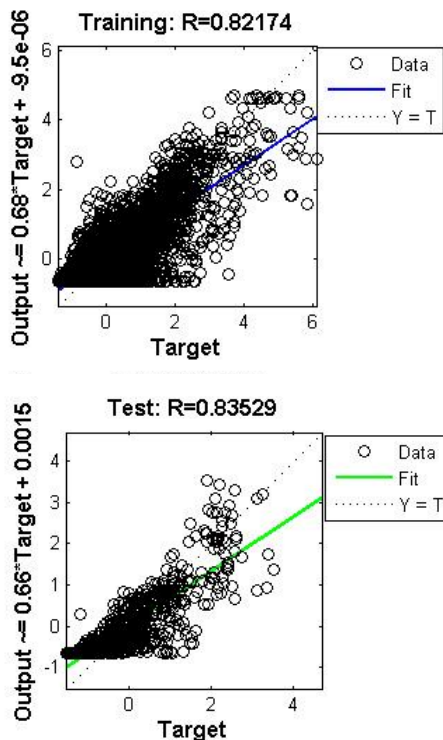 Training: R=0.82174
Output ~= 0.68*Target + -9.5e-06
6
4
2
0
0
2
4
6
Target
Data
Fit
Y = T
Test: R=0.83529
Output ~= 0.66*Target + 0.0015
4
3
2
1
0
-1
0
2
4
Target
Data
Fit
Y = T